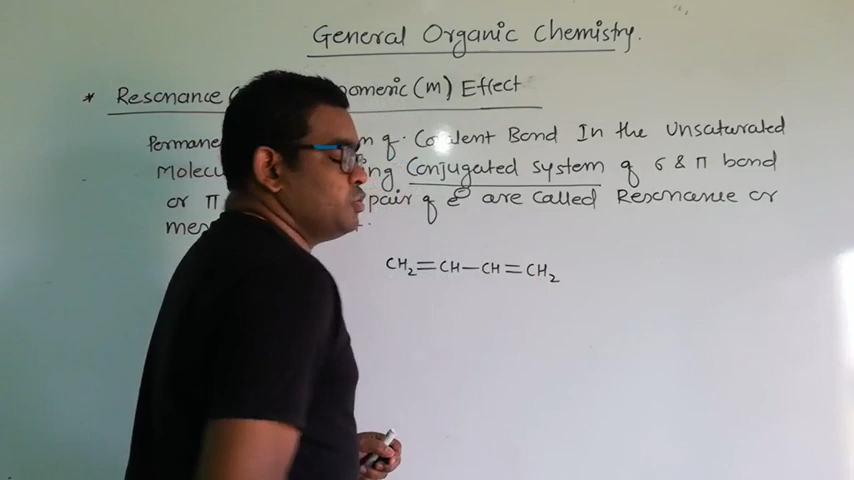 General Organic Chemistry.
* Resonance omeric (m) Effect
Permane m of. Covalent Bond In the Unsaturated
Molecu ng Conjugated system of σ & π bond
or π pair of e⊖ are called Resonance or
mes
CH₂=CH—CH=CH₂